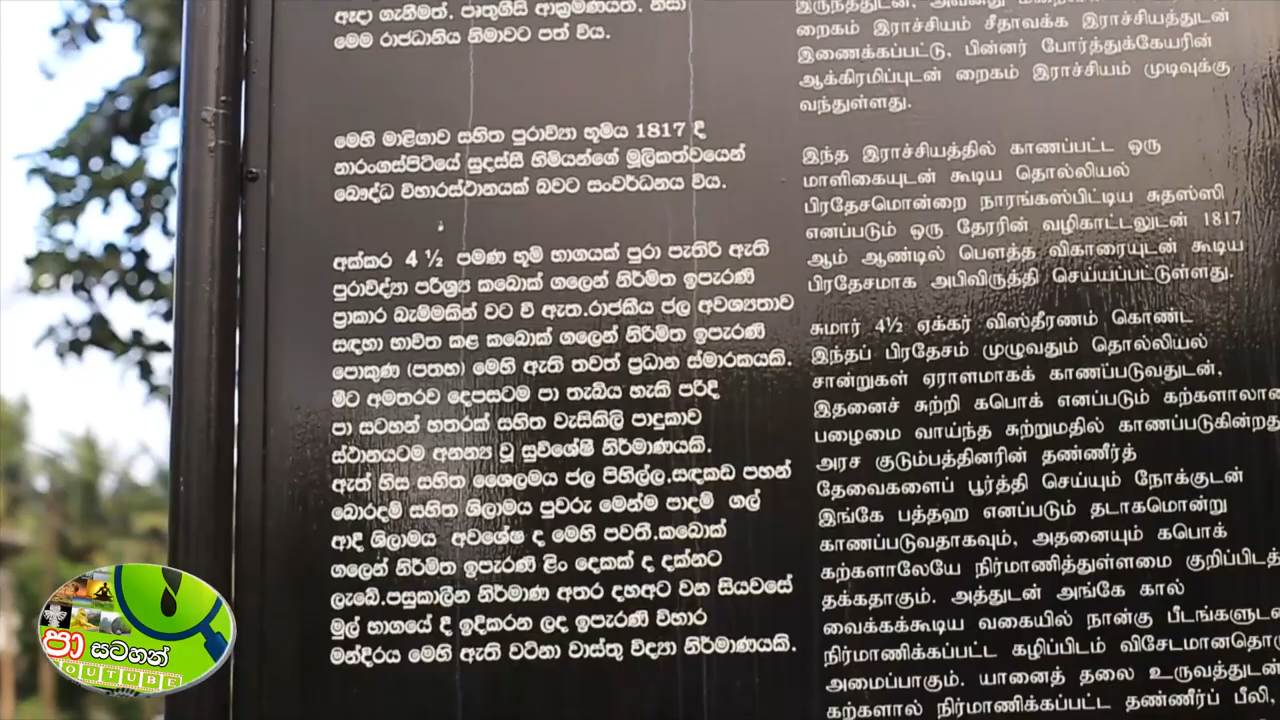 ඈදා ගැනීමත්, පෘතුගීසි ආක්‍රමණයත්, නිසා
මෙම රාජධානිය නිමාවට පත් විය.
මෙහි මාළිගාව සහිත පුරාවිද්‍යා භූමිය 1817 දී
නාරංගස්පිටියේ සුදස්සි හිමියන්ගේ මූලිකත්වයෙන්
බෞද්ධ විහාරස්ථානයක් බවට සංවර්ධනය විය.
අක්කර 4 ½ පමණ භූමි භාගයක් පුරා පැතිරි ඇති
පුරාවිද්‍යා පරිශ්‍රය කබොක් ගලෙන් නිර්මිත ඉපැරණි
ප්‍රාකාර බැම්මකින් වට වි ඇත.රාජකීය ජල අවශ්‍යතාව
සඳහා භාවිත කළ කබොක් ගලෙන් නිර්මිත ඉපැරණි
පොකුණ (පතහ) මෙහි ඇති තවත් ප්‍රධාන ස්මාරකයකි.
මීට අමතරව දෙපසටම පා තැබිය හැකි පරිදි
පා සටහන් හතරක් සහිත වැසිකිලි පාදුකාව
ස්ථානයටම අනන්‍ය වූ සුවිශේෂී නිර්මාණයකි.
ඇත් හිස සහිත ශෛලමය ජල පිහිල්ල,සඳකඩ පහන්
බොරදම් සහිත ශිලාමය පුවරු මෙන්ම පාදම් ගල්
ආදී ශිලාමය අවශේෂ ද මෙහි පවතී.කබොක්
ගලෙන් නිර්මිත ඉපැරණි ළිං දෙකක් ද දක්නට
ලැබේ.පසුකාලීන නිර්මාණ අතර දහඅට වන සියවසේ
මුල් භාගයේ දී ඉදිකරන ලද ඉපැරණි විහාර
මන්දිරය මෙහි ඇති වටිනා වාස්තු විද්‍යා නිර්මාණයකි.
றைகம் இராச்சியம் சீதாவக்க இராச்சியத்துடன்
இணைக்கப்பட்டு, பின்னர் போர்த்துக்கேயரின்
ஆக்கிரமிப்புடன் றைகம் இராச்சியம் முடிவுக்கு
வந்துள்ளது.
இந்த இராச்சியத்தில் காணப்பட்ட ஒரு
மாளிகையுடன் கூடிய தொல்லியல்
பிரதேசமொன்றை நாரங்கஸ்பிட்டிய சுதஸ்ஸி
எனப்படும் ஒரு தேரரின் வழிகாட்டலுடன் 1817
ஆம் ஆண்டில் பௌத்த விகாரையுடன் கூடிய
பிரதேசமாக அபிவிருத்தி செய்யப்பட்டுள்ளது.
சுமார் 4½ ஏக்கர் விஸ்தீரணம் கொண்ட
இந்தப் பிரதேசம் முழுவதும் தொல்லியல்
சான்றுகள் ஏராளமாகக் காணப்படுவதுடன்,
இதனைச் சுற்றி கபொக் எனப்படும் கற்களாலான
பழைமை வாய்ந்த சுற்றுமதில் காணப்படுகின்றது
அரச குடும்பத்தினரின் தண்ணீர்த்
தேவைகளைப் பூர்த்தி செய்யும் நோக்குடன்
இங்கே பத்தஹ எனப்படும் தடாகமொன்று
காணப்படுவதாகவும், அதனையும் கபொக்
கற்களாலேயே நிர்மாணித்துள்ளமை குறிப்பிடத்
தக்கதாகும். அத்துடன் அங்கே கால்
வைக்கக்கூடிய வகையில் நான்கு பீடங்களுடன்
நிர்மாணிக்கப்பட்ட கழிப்பிடம் விசேடமானதொரு
அமைப்பாகும். யானைத் தலை உருவத்துடன்
கற்களால் நிர்மாணிக்கப்பட்ட தண்ணீர்ப் பீலி,
පා සටහන්
OUTUBE